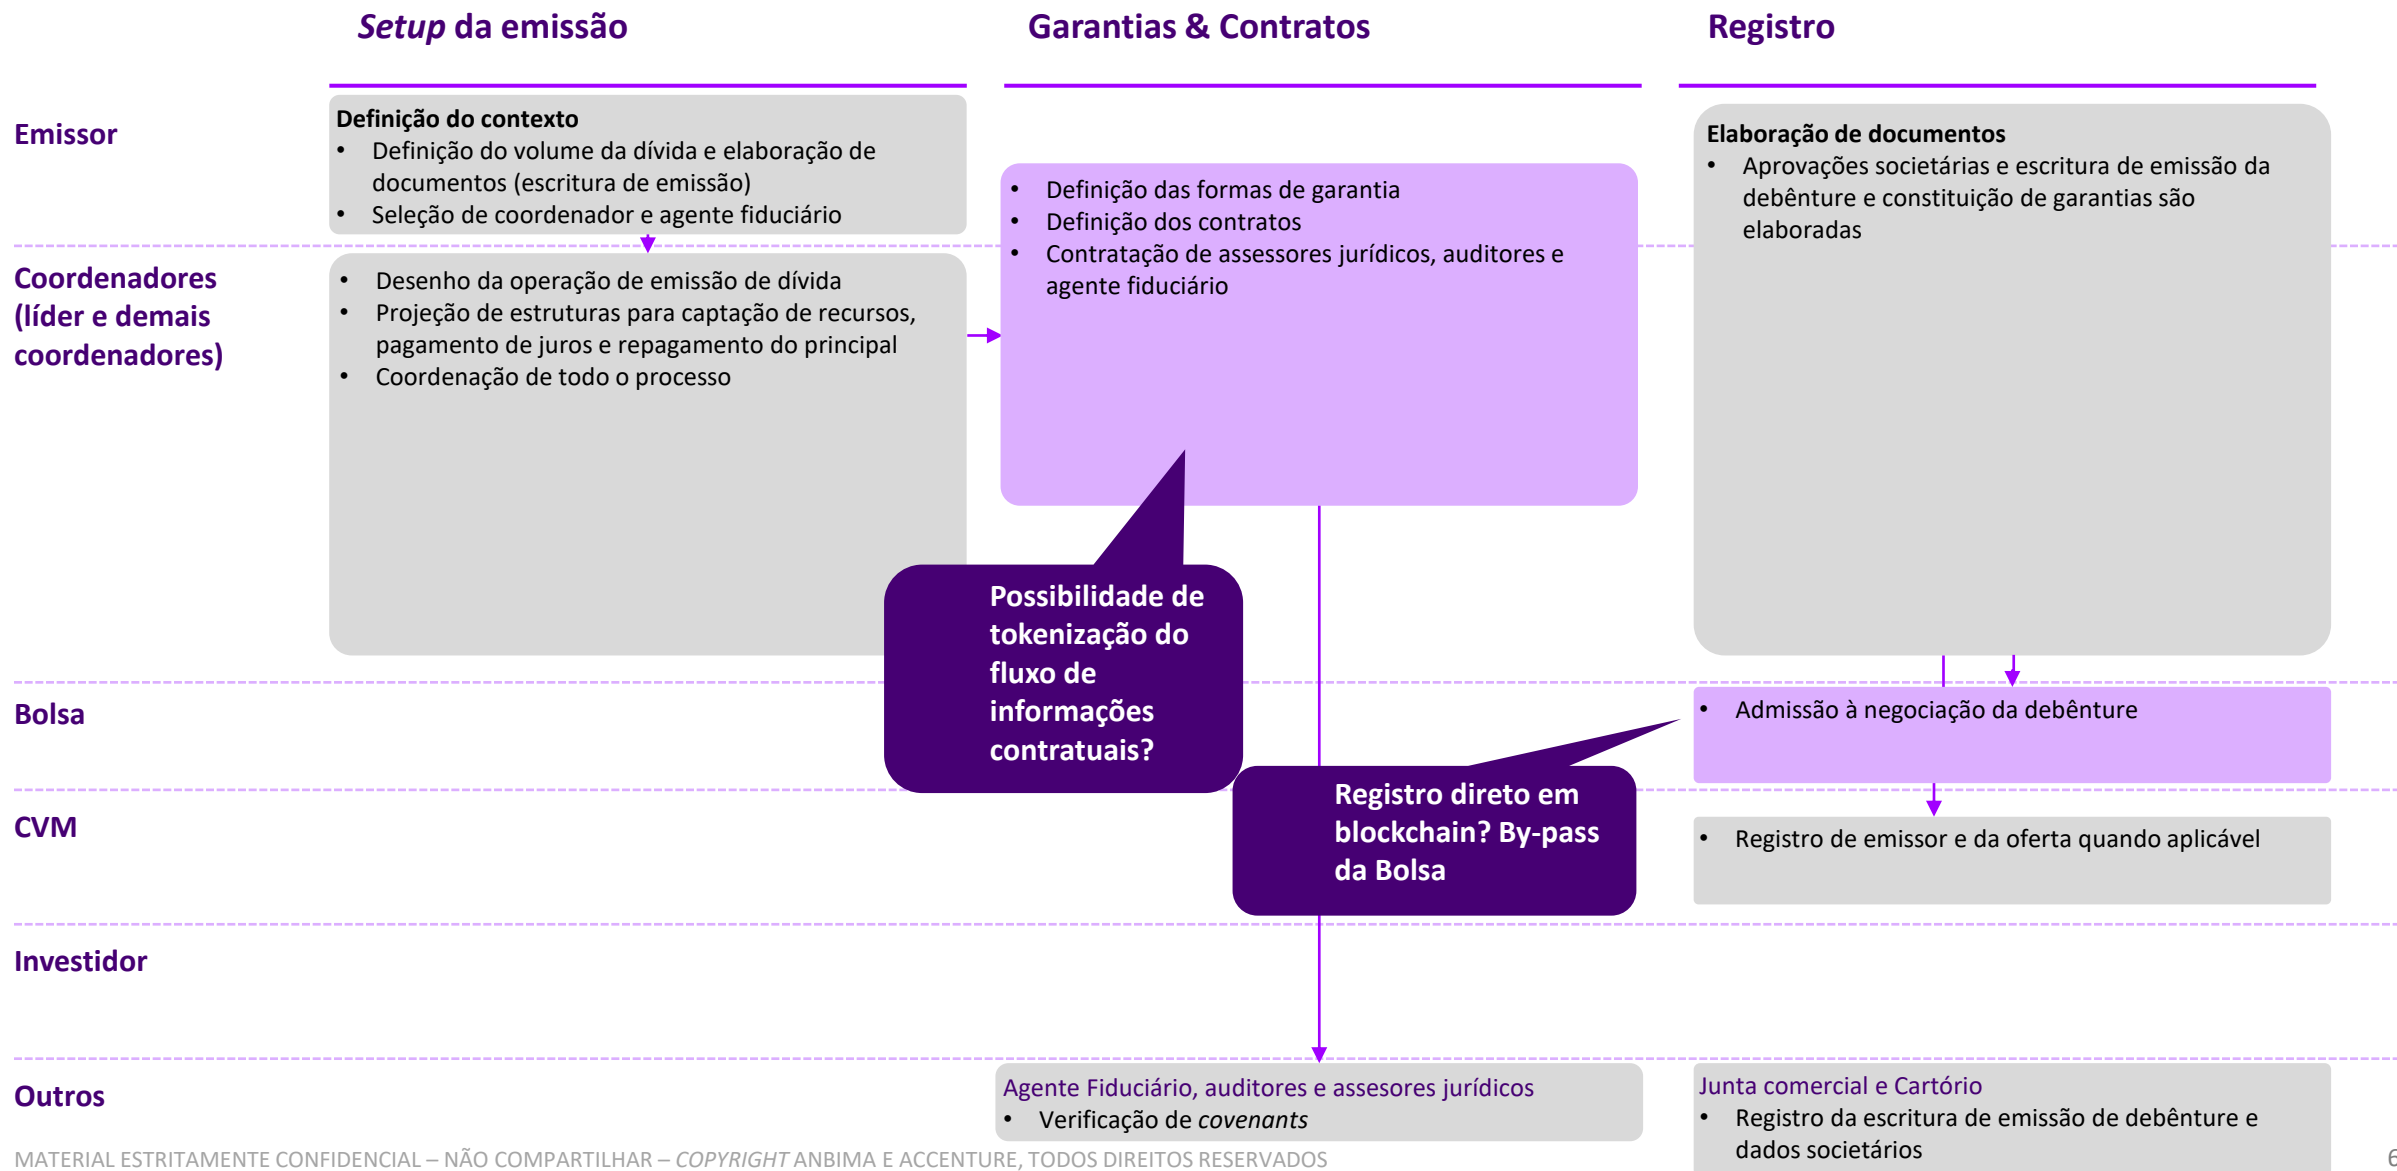 Setup da emissão
Garantias & Contratos
Registro
Emissor
Definição do contexto
• Definição do volume da dívida e elaboração de
documentos (escritura de emissão)
• Seleção de coordenador e agente fiduciário
• Definição das formas de garantia
• Definição dos contratos
• Contratação de assessores jurídicos, auditores e
agente fiduciário
Elaboração de documentos
• Aprovações societárias e escritura de emissão da
debênture e constituição de garantias são
elaboradas
Coordenadores
(líder e demais
coordenadores)
• Desenho da operação de emissão de dívida
• Projeção de estruturas para captação de recursos,
pagamento de juros e repagamento do principal
• Coordenação de todo o processo
Possibilidade de
tokenização do
fluxo de
informações
contratuais?
Bolsa
• Admissão à negociação da debênture
Registro direto em
blockchain? By-pass
da Bolsa
CVM
• Registro de emissor e da oferta quando aplicável
Investidor
Outros
Agente Fiduciário, auditores e assesores jurídicos
• Verificação de covenants
Junta comercial e Cartório
• Registro da escritura de emissão de debênture e
dados societários
MATERIAL ESTRITAMENTE CONFIDENCIAL – NÃO COMPARTILHAR – COPYRIGHT ANBIMA E ACCENTURE, TODOS DIREITOS RESERVADOS
6